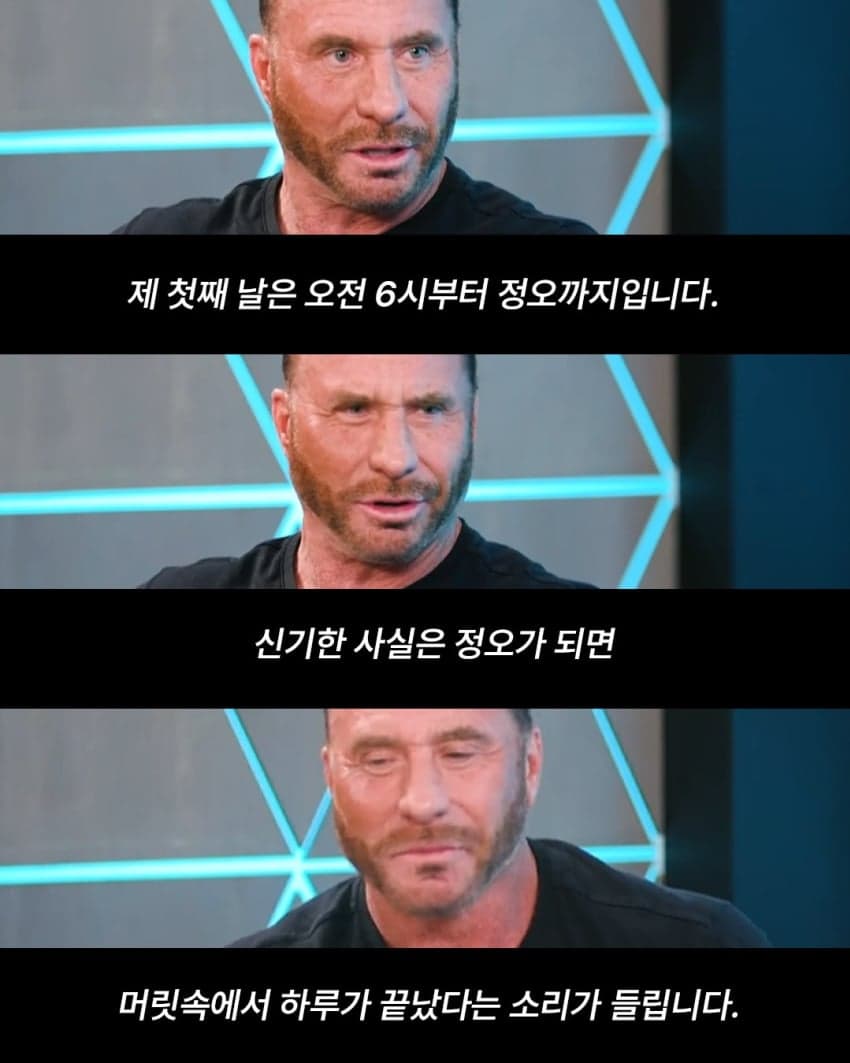 제 첫째 날은 오전 6시부터 정오까지입니다.
신기한 사실은 정오가 되면
머릿속에서 하루가 끝났다는 소리가 들립니다.